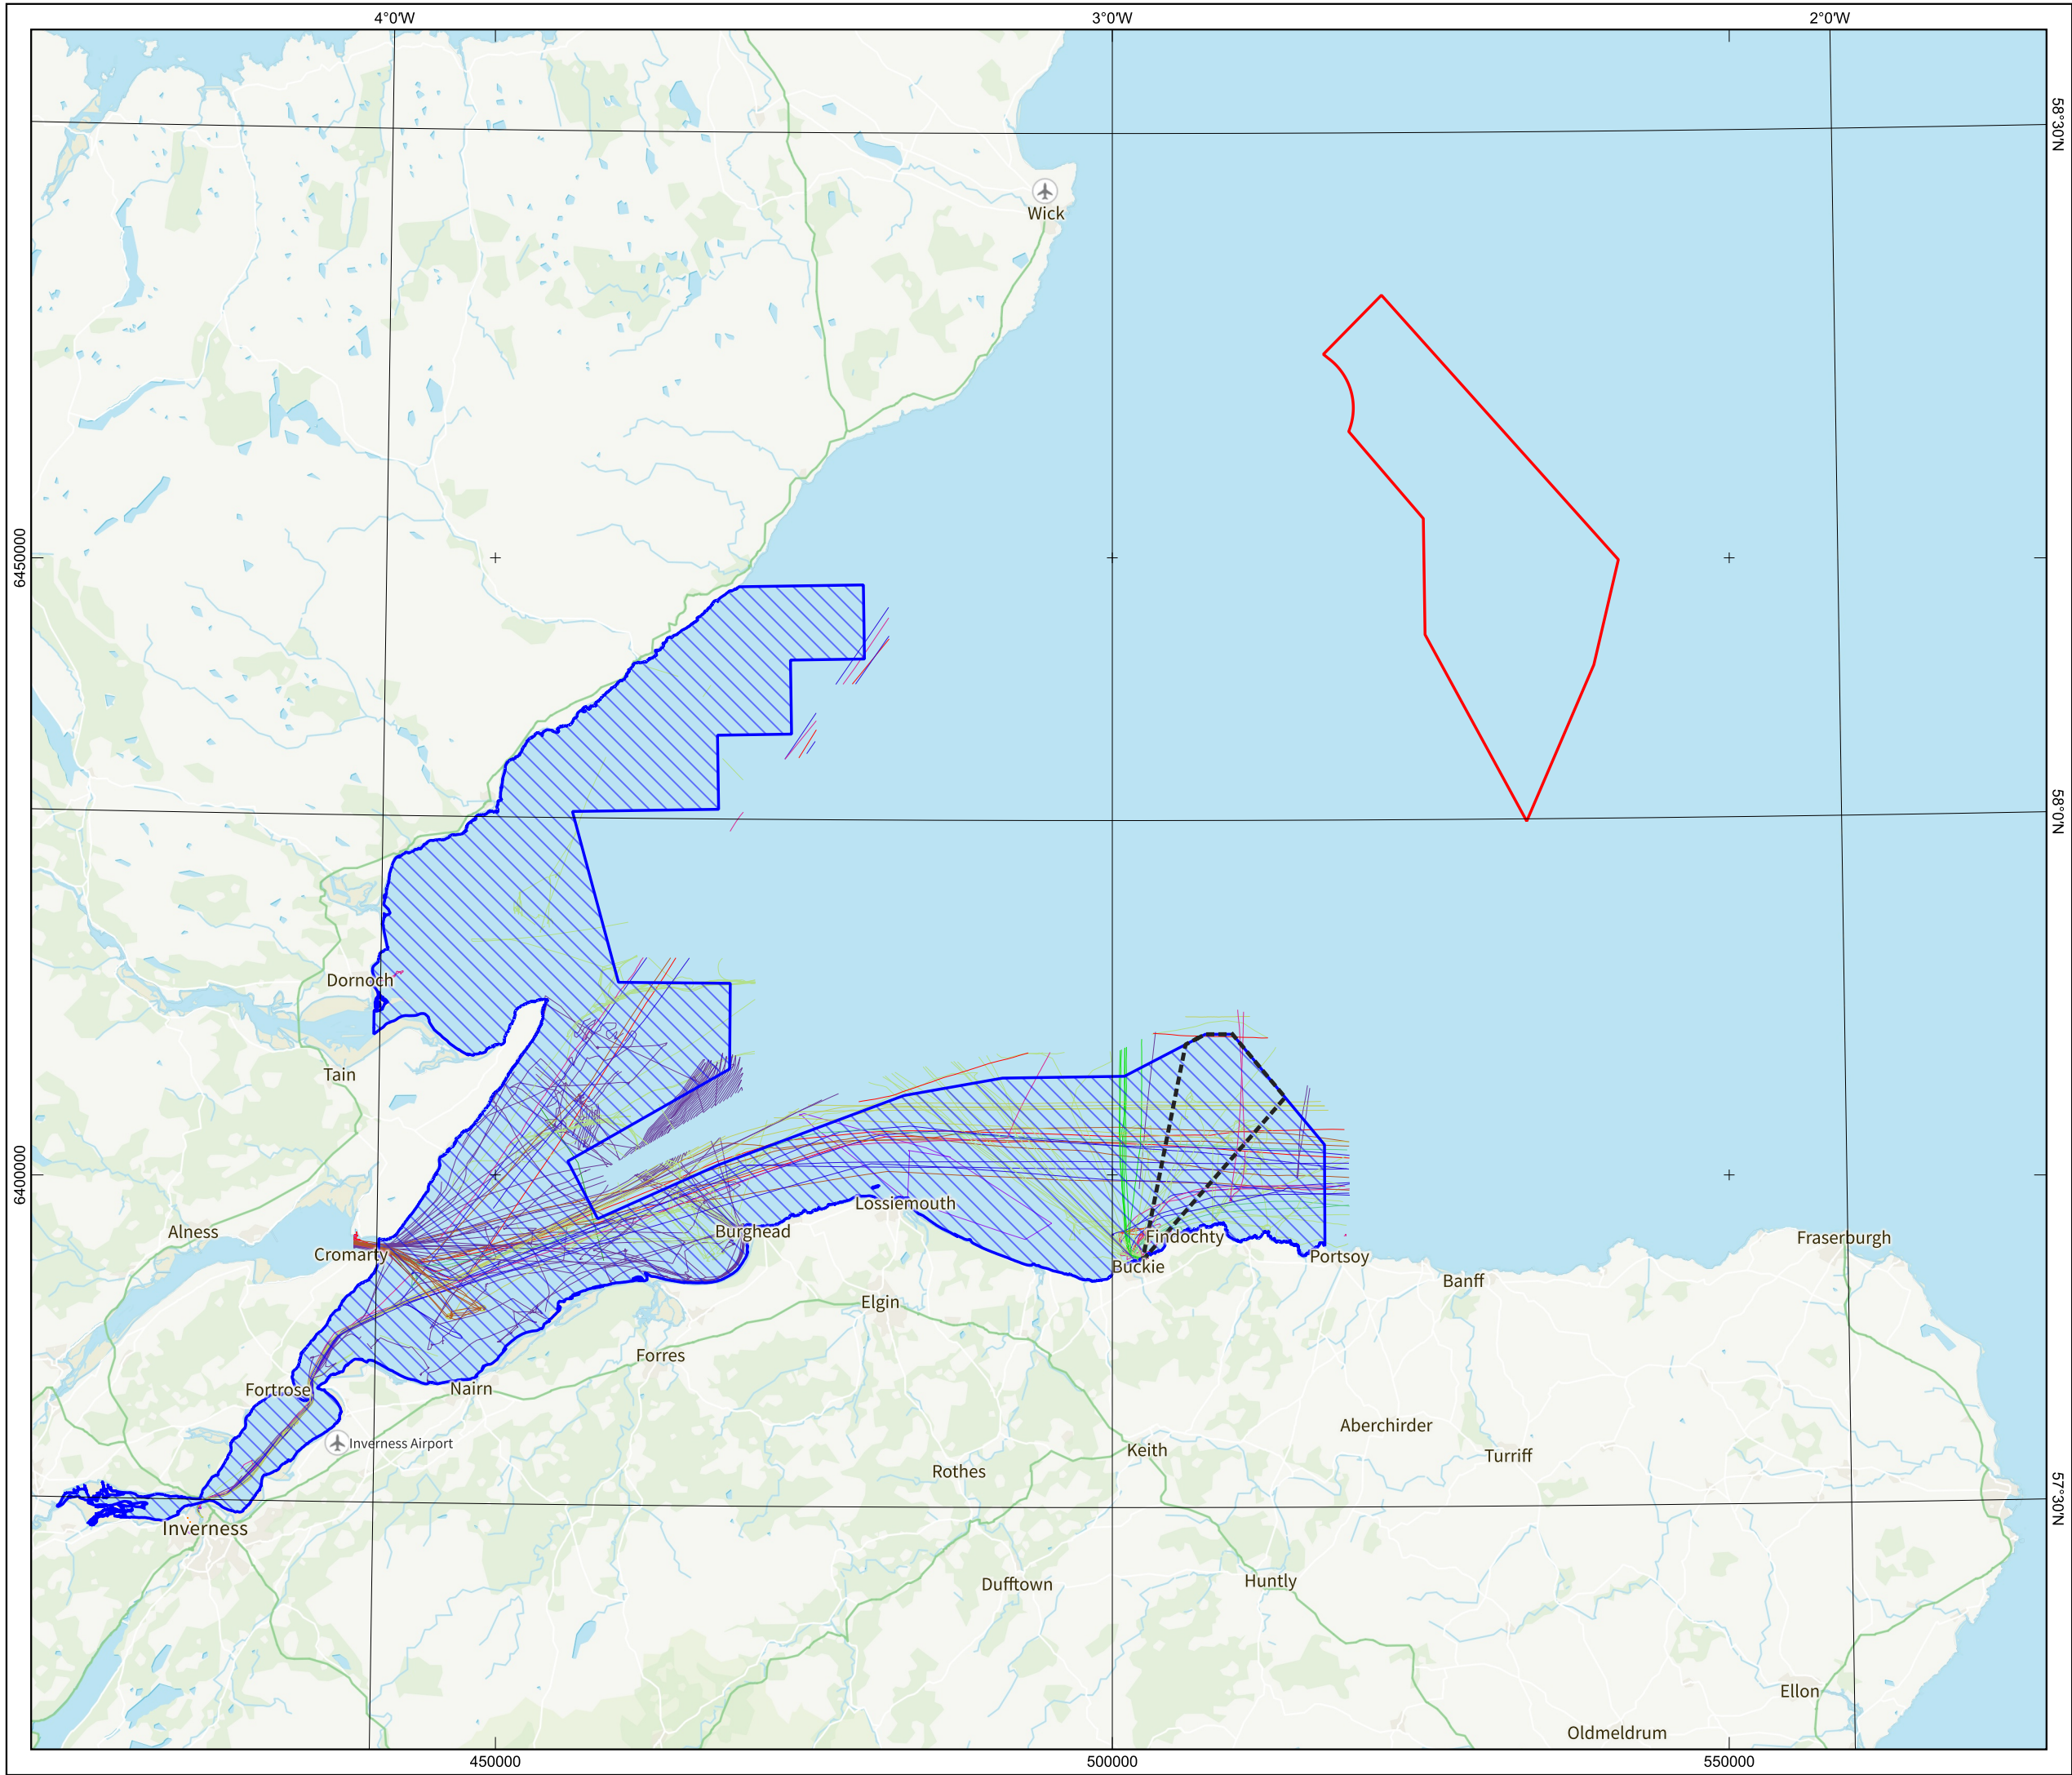 4°0'W
3°0'W
2°0'W
58°30'N
Wick
6450000
58°0'N
Dornoch
Tain
6400000
Lossiemouth
Alness
Burghead
Findochty
Fraserburgh
Cromarty
Portsoy
Buckie
Banff
Elgin
Forres
Fortrose
Nairn
Aberchirder
Inverness Airport
Keith
Turriff
Rothes
57°30'N
Inverness
Huntly
Dufftown
Ellon
Oldmeldrum
450000
500000
550000